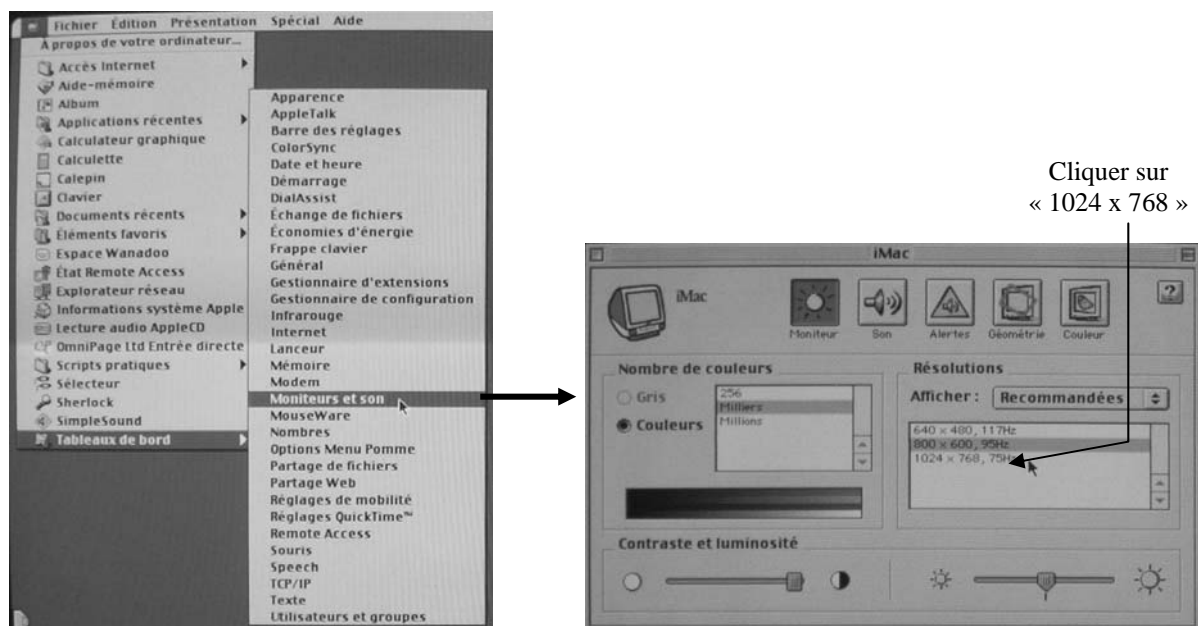 Fichier Édition Présentation Spécial Aide
A propos de votre ordinateur...
Accès Internet
Aide-mémoire
Album
Applications récentes
Calculateur graphique
Calculette
Calepin
Clavier
Documents récents
Éléments favoris
Espace Wanadoo
État Remote Access
Explorateur réseau
Informations système Apple
Lecture audio AppleCD
OmniPage Ltd Entrée directe
Scripts pratiques
Sélecteur
Sherlock
SimpleSound
Tableaux de bord
Apparence
AppleTalk
Barre des réglages
ColorSync
Date et heure
Démarrage
DialAssist
Échange de fichiers
Économies d'énergie
Frappe clavier
Général
Gestionnaire d'extensions
Gestionnaire de configuration
Infrarouge
Internet
Lanceur
Mémoire
Modem
Moniteurs et son
MouseWare
Nombres
Options Menu Pomme
Partage de fichiers
Partage Web
Réglages de mobilité
Réglages QuickTime™
Remote Access
Souris
Speech
TCP/IP
Texte
Utilisateurs et groupes
Cliquer sur
« 1024 x 768 »
iMac
iMac
Moniteur Son Alertes Géométrie Couleur
?
Nombre de couleurs
Gris
Couleurs
256
Milliers
Millions
Résolutions
Afficher : Recommandées
640 × 480, 117Hz
800 × 600, 95Hz
1024 × 768, 75Hz
Contraste et luminosité